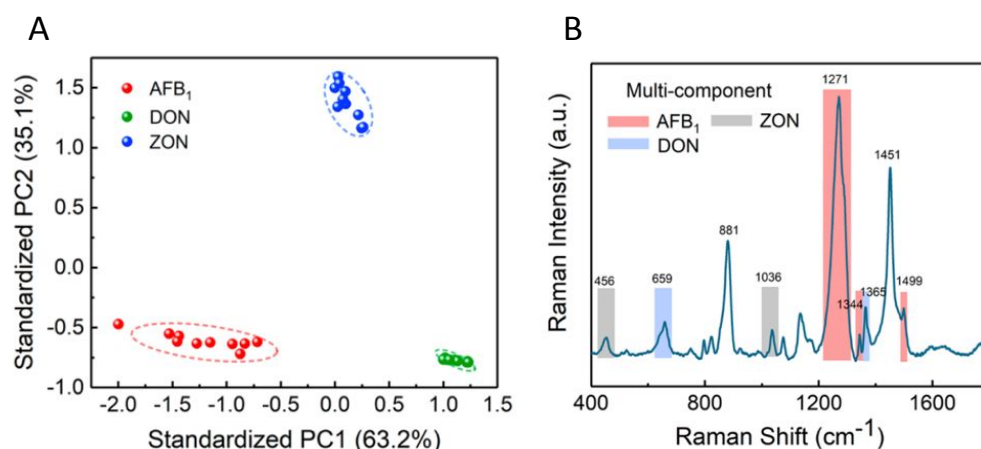 A
B
Standardized PC2 (35.1%)
1.5
1.0
0.5
0.0
-0.5
-1.0
AFB₁
DON
ZON
-2.0 -1.5 -1.0 -0.5 0.0 0.5 1.0 1.5
Standardized PC1 (63.2%)
Raman Intensity (a.u.)
Multi-component
AFB₁ ZON
DON
456
659
881
1036
1271
1344
1365
1451
1499
400 800 1200 1600
Raman Shift (cm⁻¹)